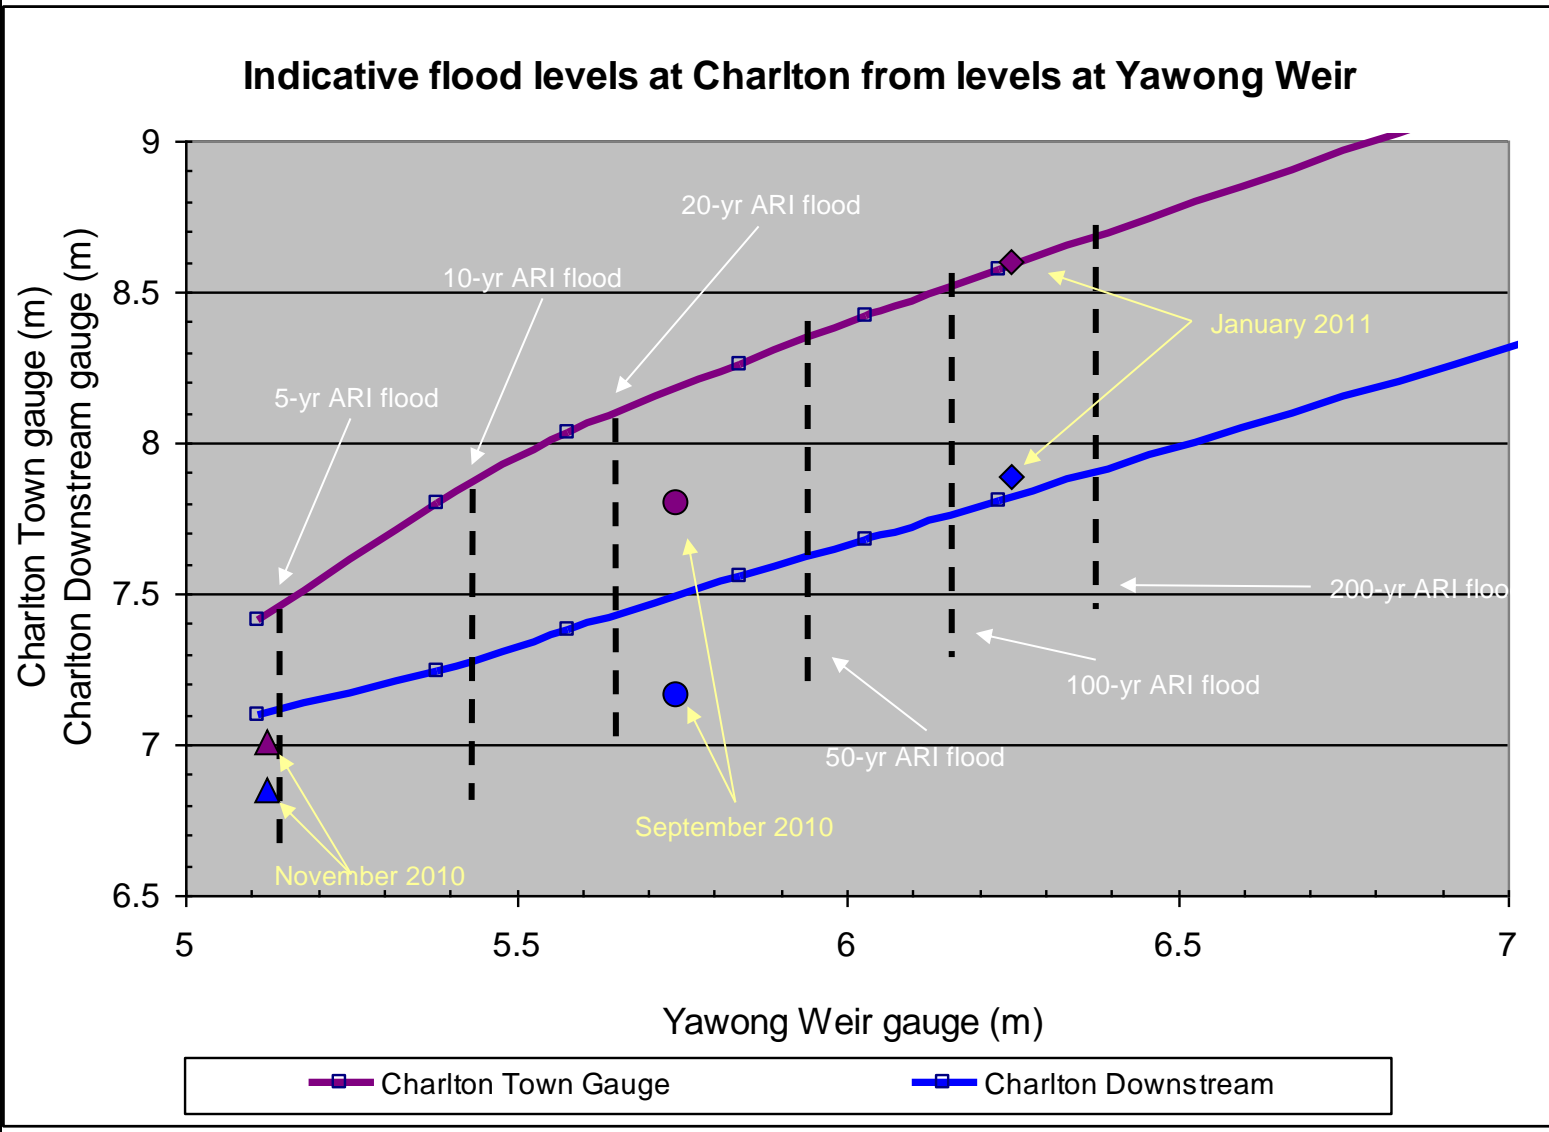 Indicative flood levels at Charlton from levels at Yawong Weir
Charlton Town gauge (m)
Charlton Downstream gauge (m)
9
8.5
8
7.5
7
6.5
20-yr ARI flood
10-yr ARI flood
January 2011
5-yr ARI flood
200-yr ARI floo
100-yr ARI flood
50-yr ARI flood
September 2010
November 2010
5
5.5
6
6.5
7
Yawong Weir gauge (m)
Charlton Town Gauge
Charlton Downstream